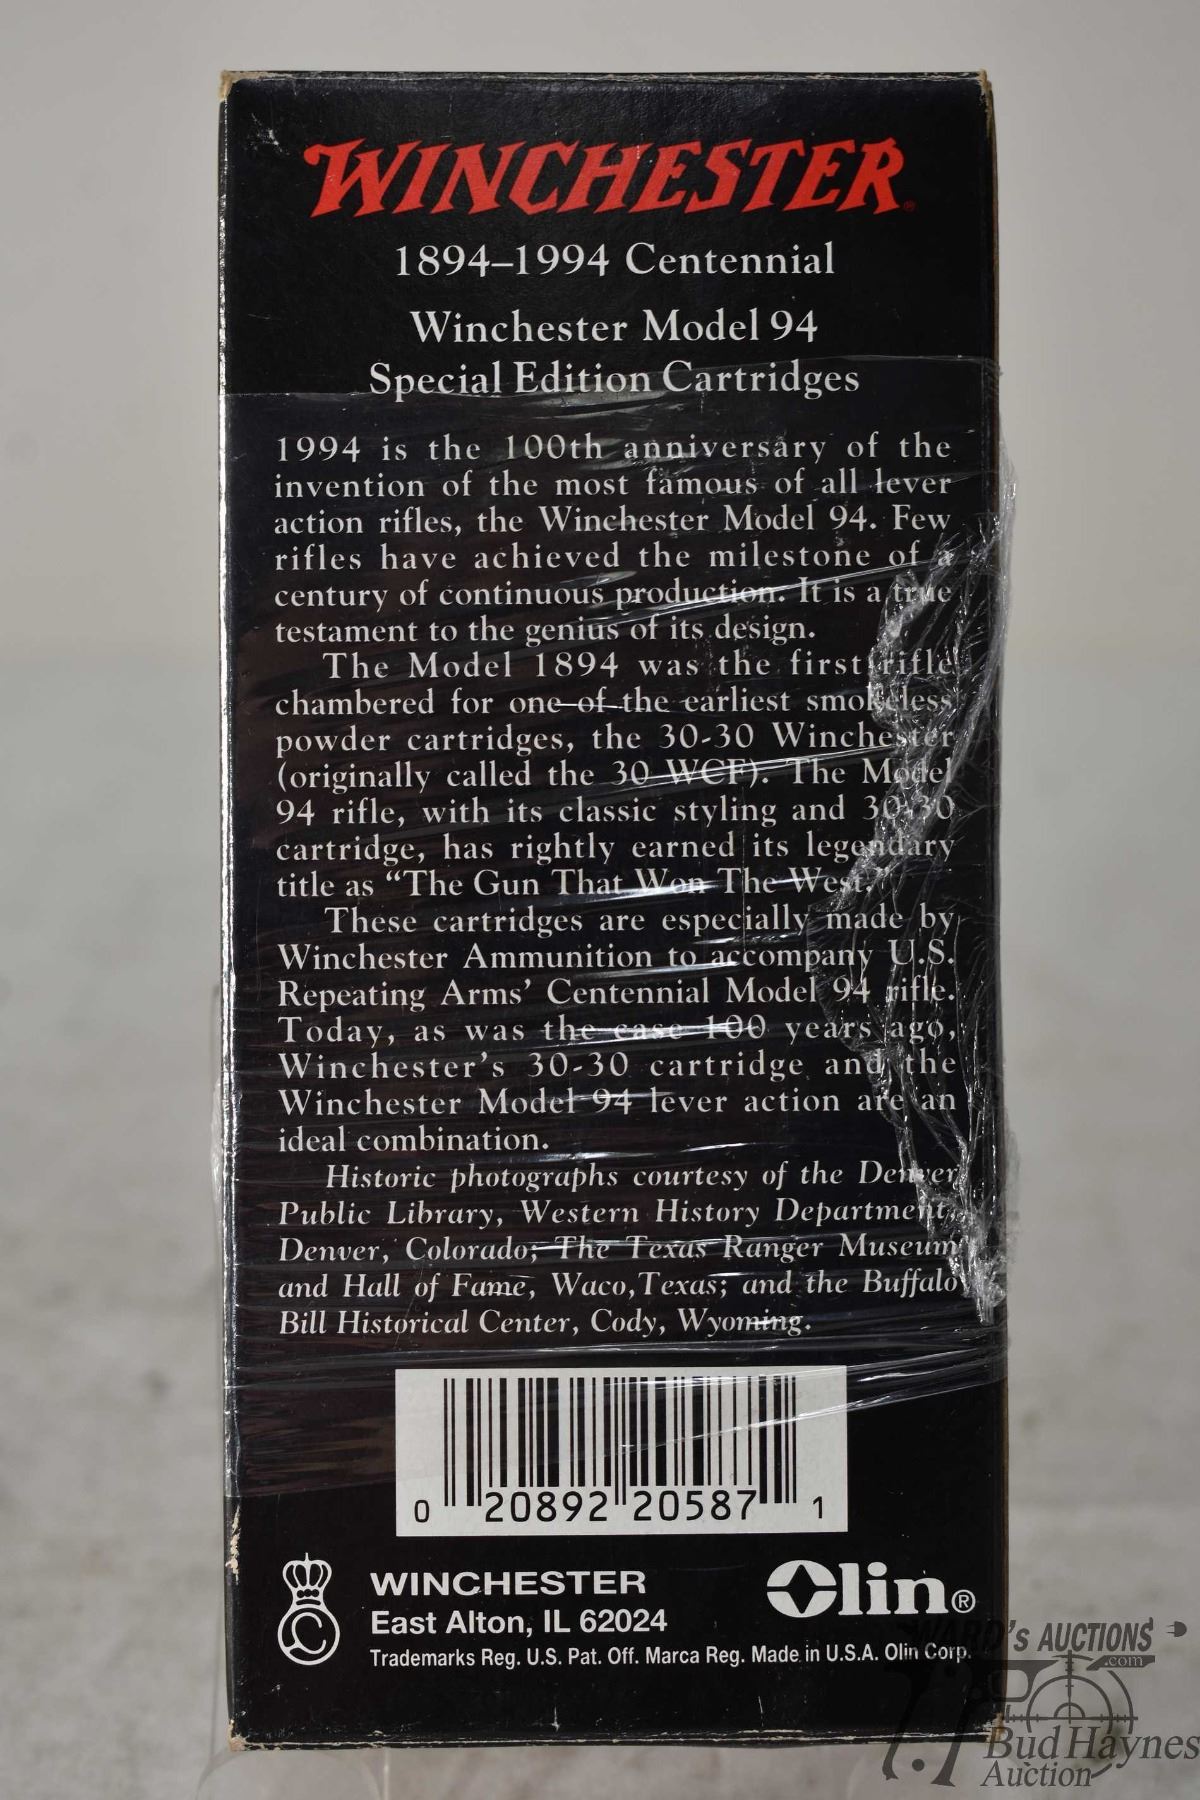 WINCHESTER®
1894–1994 Centennial
Winchester Model 94
Special Edition Cartridges
1994 is the 100th anniversary of the
invention of the most famous of all lever
action rifles, the Winchester Model 94. Few
rifles have achieved the milestone of a
century of continuous production. It is a true
testament to the genius of its design.
The Model 1894 was the first rifle
chambered for one of the earliest smokeless
powder cartridges, the 30-30 Winchester
(originally called the 30 WCF). The Model
94 rifle, with its classic styling and 30-30
cartridge, has rightly earned its legendary
title as “The Gun That Won The West.”
These cartridges are especially made by
Winchester Ammunition to accompany U.S.
Repeating Arms’ Centennial Model 94 rifle.
Today, as was the case 100 years ago,
Winchester’s 30-30 cartridge and the
Winchester Model 94 lever action are an
ideal combination.
Historic photographs courtesy of the Denver
Public Library, Western History Department,
Denver, Colorado; The Texas Ranger Museum
and Hall of Fame, Waco, Texas; and the Buffalo
Bill Historical Center, Cody, Wyoming.
0 20892 20587 1
WINCHESTER
East Alton, IL 62024
Olin®
Trademarks Reg. U.S. Pat. Off. Marca Reg. Made in U.S.A. Olin Corp.
WARD's AUCTIONS
.com
Bud Haynes
Auction